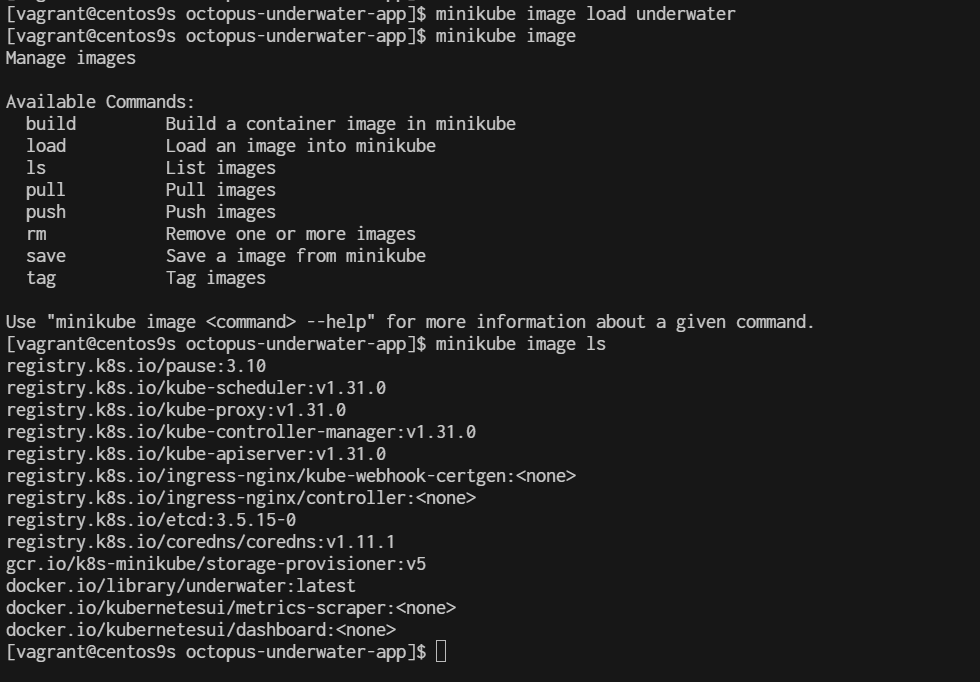 [vagrant@centos9s octopus-underwater-app]$ minikube image load underwater
[vagrant@centos9s octopus-underwater-app]$ minikube image
Manage images

Available Commands:
  build         Build a container image in minikube
  load          Load an image into minikube
  ls            List images
  pull          Pull images
  push          Push images
  rm            Remove one or more images
  save          Save a image from minikube
  tag           Tag images

Use "minikube image <command> --help" for more information about a given command.
[vagrant@centos9s octopus-underwater-app]$ minikube image ls
registry.k8s.io/pause:3.10
registry.k8s.io/kube-scheduler:v1.31.0
registry.k8s.io/kube-proxy:v1.31.0
registry.k8s.io/kube-controller-manager:v1.31.0
registry.k8s.io/kube-apiserver:v1.31.0
registry.k8s.io/ingress-nginx/kube-webhook-certgen:<none>
registry.k8s.io/ingress-nginx/controller:<none>
registry.k8s.io/etcd:3.5.15-0
registry.k8s.io/coredns/coredns:v1.11.1
gcr.io/k8s-minikube/storage-provisioner:v5
docker.io/library/underwater:latest
docker.io/kubernetesui/metrics-scraper:<none>
docker.io/kubernetesui/dashboard:<none>
[vagrant@centos9s octopus-underwater-app]$